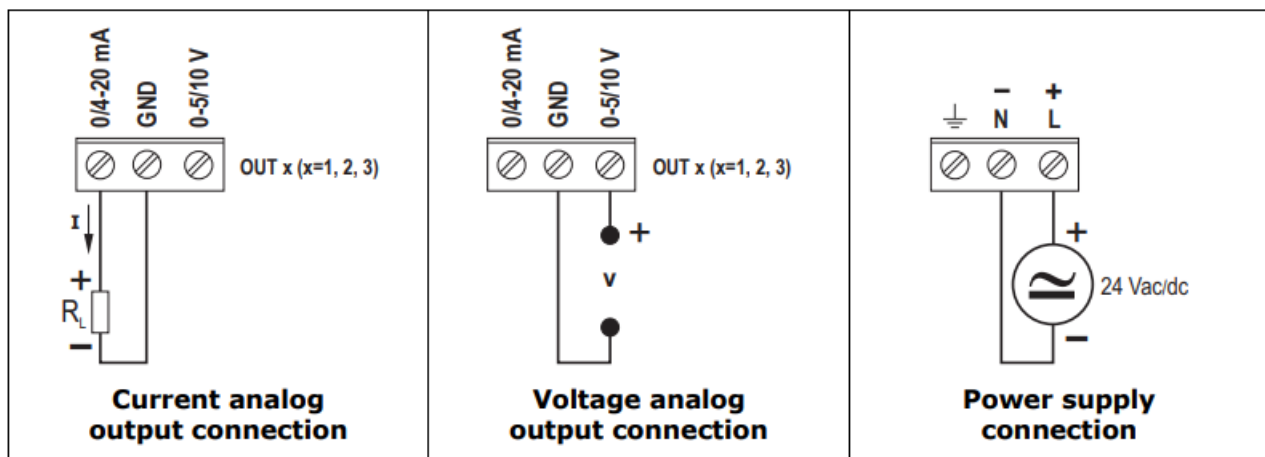 0/4-20 mA
GND
0-5/10 V
OUT x (x=1, 2, 3)
I
+
R_L
−
Current analog
output connection
0/4-20 mA
GND
0-5/10 V
OUT x (x=1, 2, 3)
+
V
Voltage analog
output connection
− +
N L
+
24 Vac/dc
−
Power supply
connection